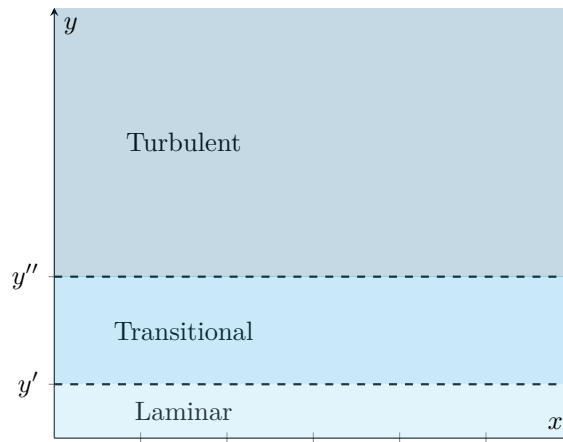 y
Turbulent
y''
Transitional
y'
Laminar
x